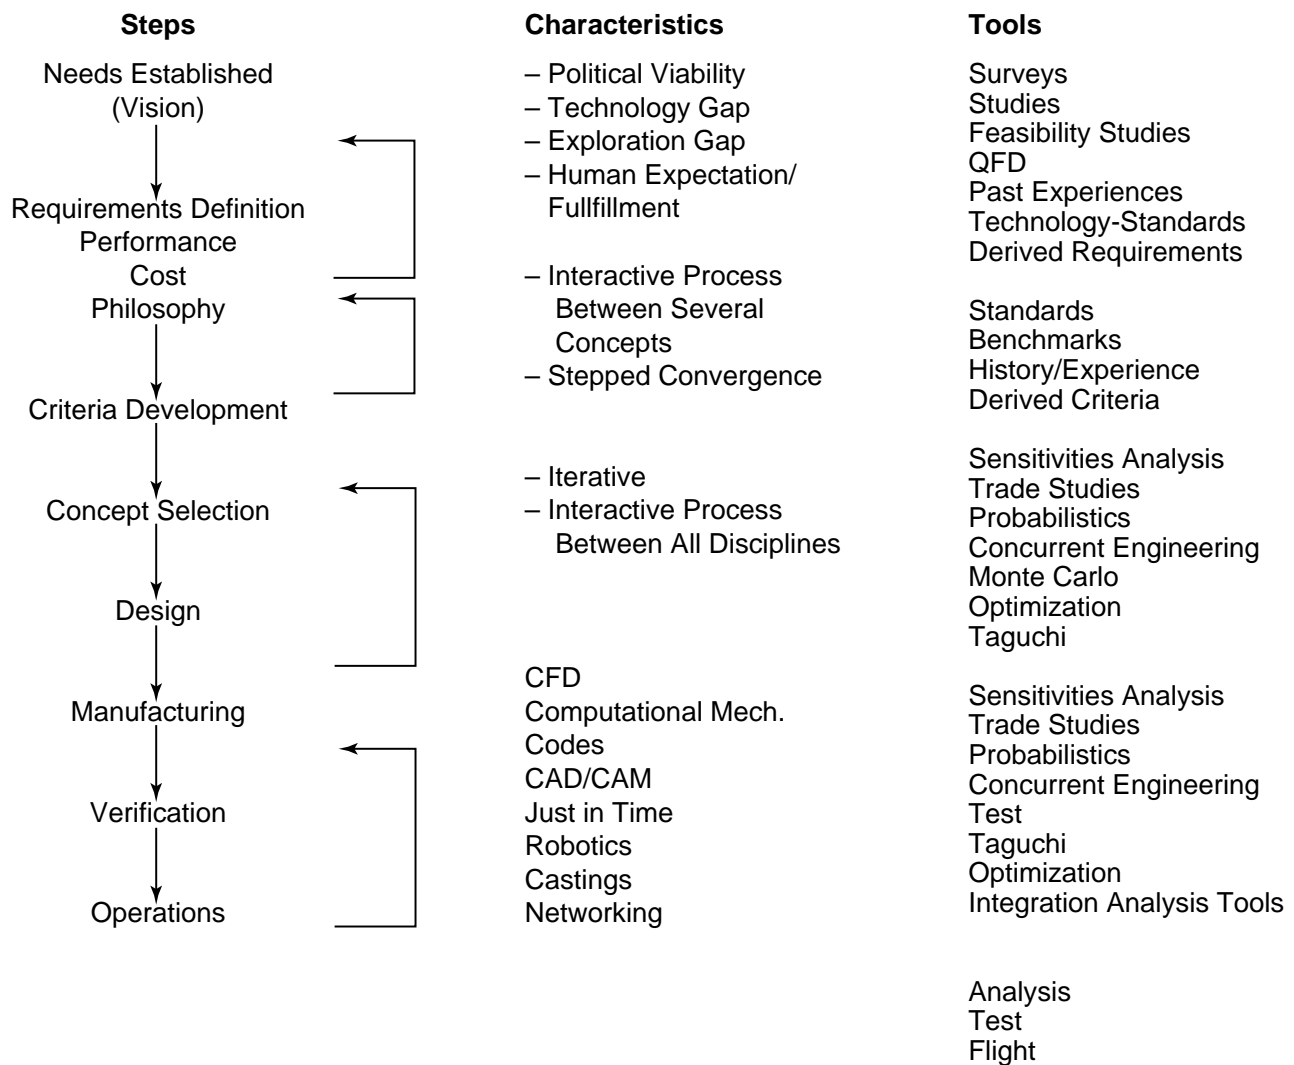 Steps
Needs Established
(Vision)
Requirements Definition
Performance
Cost
Philosophy
Criteria Development
Concept Selection
Design
Manufacturing
Verification
Operations
Characteristics
– Political Viability
– Technology Gap
– Exploration Gap
– Human Expectation/
Fullfillment
– Interactive Process
Between Several
Concepts
– Stepped Convergence
– Iterative
– Interactive Process
Between All Disciplines
CFD
Computational Mech.
Codes
CAD/CAM
Just in Time
Robotics
Castings
Networking
Tools
Surveys
Studies
Feasibility Studies
QFD
Past Experiences
Technology-Standards
Derived Requirements
Standards
Benchmarks
History/Experience
Derived Criteria
Sensitivities Analysis
Trade Studies
Probabilistics
Concurrent Engineering
Monte Carlo
Optimization
Taguchi
Sensitivities Analysis
Trade Studies
Probabilistics
Concurrent Engineering
Test
Taguchi
Optimization
Integration Analysis Tools
Analysis
Test
Flight